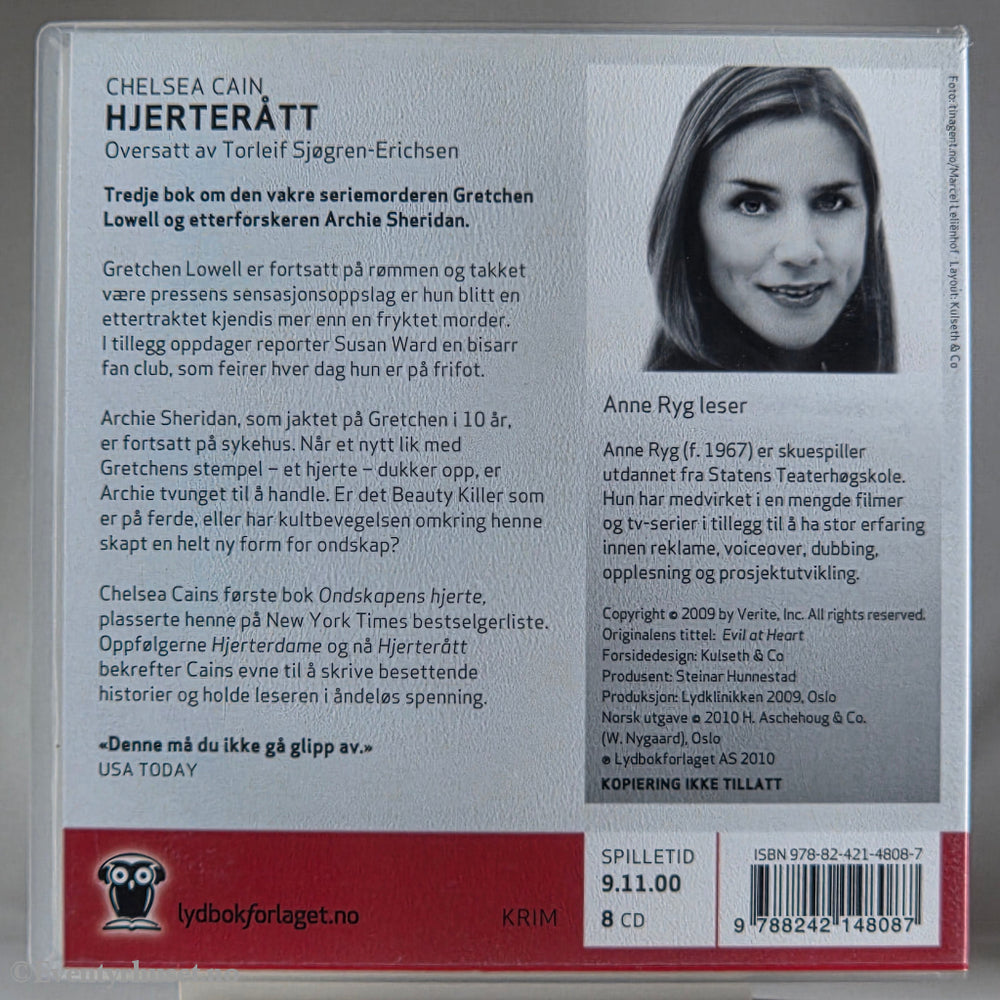 CHELSEA CAIN
HJERTERÅTT
Oversatt av Torleif Sjøgren-Erichsen
Tredje bok om den vakre seriemorderen Gretchen
Lowell og etterforskeren Archie Sheridan.
Gretchen Lowell er fortsatt på rømmen og takket
være pressens sensasjonsoppslag er hun blitt en
ettertraktet kjendis mer enn en fryktet morder.
I tillegg oppdager reporter Susan Ward en bisarr
fan club, som feirer hver dag hun er på frifot.
Archie Sheridan, som jaktet på Gretchen i 10 år,
er fortsatt på sykehus. Når et nytt lik med
Gretchens stempel – et hjerte – dukker opp, er
Archie tvunget til å handle. Er det Beauty Killer som
er på ferde, eller har kultbevegelsen omkring henne
skapt en helt ny form for ondskap?
Chelsea Cains første bok Ondskapens hjerte,
plasserte henne på New York Times bestselgerliste.
Oppfølgerne Hjerterdame og nå Hjerterått
bekrefter Cains evne til å skrive besettende
historier og holde leseren i åndeløs spenning.
«Denne må du ikke gå glipp av.»
USA TODAY
Foto: tinagent.no/Marcel Leliënhof Layout: Kulseth & Co
Anne Ryg leser
Anne Ryg (f. 1967) er skuespiller
utdannet fra Statens Teaterhøgskole.
Hun har medvirket i en mengde filmer
og tv-serier i tillegg til å ha stor erfaring
innen reklame, voiceover, dubbing,
opplesning og prosjektutvikling.
Copyright © 2009 by Verite, Inc. All rights reserved.
Originalens tittel: Evil at Heart
Forsidedesign: Kulseth & Co
Produsent: Steinar Hunnestad
Produksjon: Lydklinikken 2009, Oslo
Norsk utgave © 2010 H. Aschehoug & Co.
(W. Nygaard), Oslo
℗ Lydbokforlaget AS 2010
KOPIERING IKKE TILLATT
lydbokforlaget.no
KRIM
SPILLETID
9.11.00
8 CD
ISBN 978-82-421-4808-7
9 788242 148087
© Eventyrhuset.no